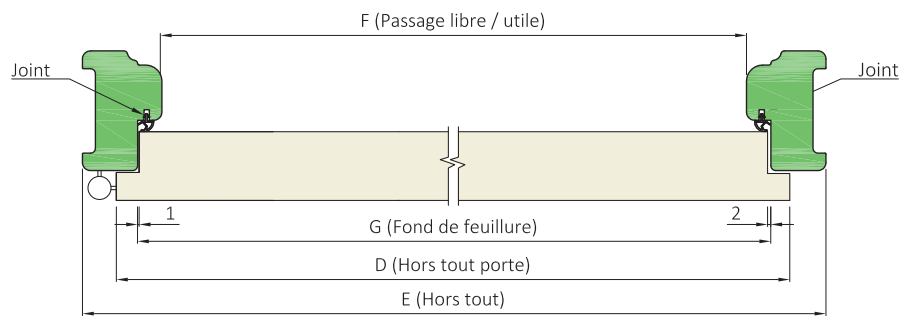 F (Passage libre / utile)
Joint
Joint
1
2
G (Fond de feuillure)
D (Hors tout porte)
E (Hors tout)